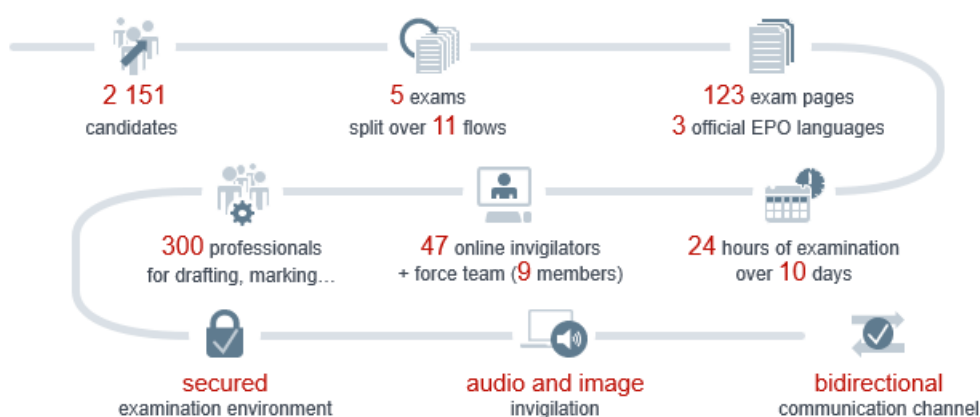 2 151
candidates
5 exams
split over 11 flows
123 exam pages
3 official EPO languages
300 professionals
for drafting, marking...
47 online invigilators
+ force team (9 members)
24 hours of examination
over 10 days
secured
examination environment
audio and image
invigilation
bidirectional
communication channel